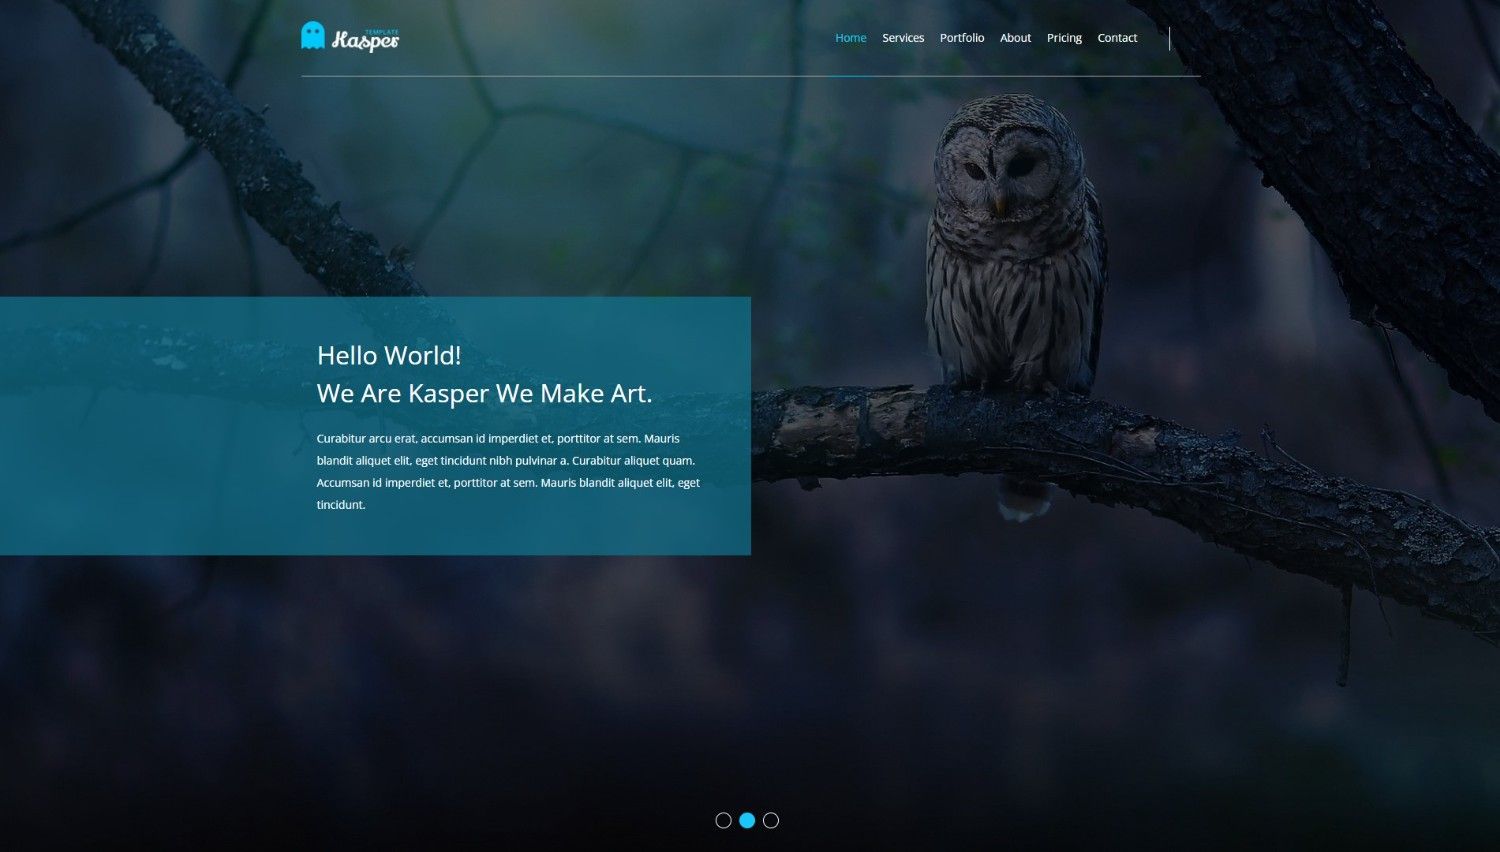 TEMPLATE
Kasper
Home Services Portfolio About Pricing Contact
Hello World!
We Are Kasper We Make Art.
Curabitur arcu erat, accumsan id imperdiet et, porttitor at sem. Mauris
blandit aliquet elit, eget tincidunt nibh pulvinar a. Curabitur aliquet quam.
Accumsan id imperdiet et, porttitor at sem. Mauris blandit aliquet elit, eget
tincidunt.